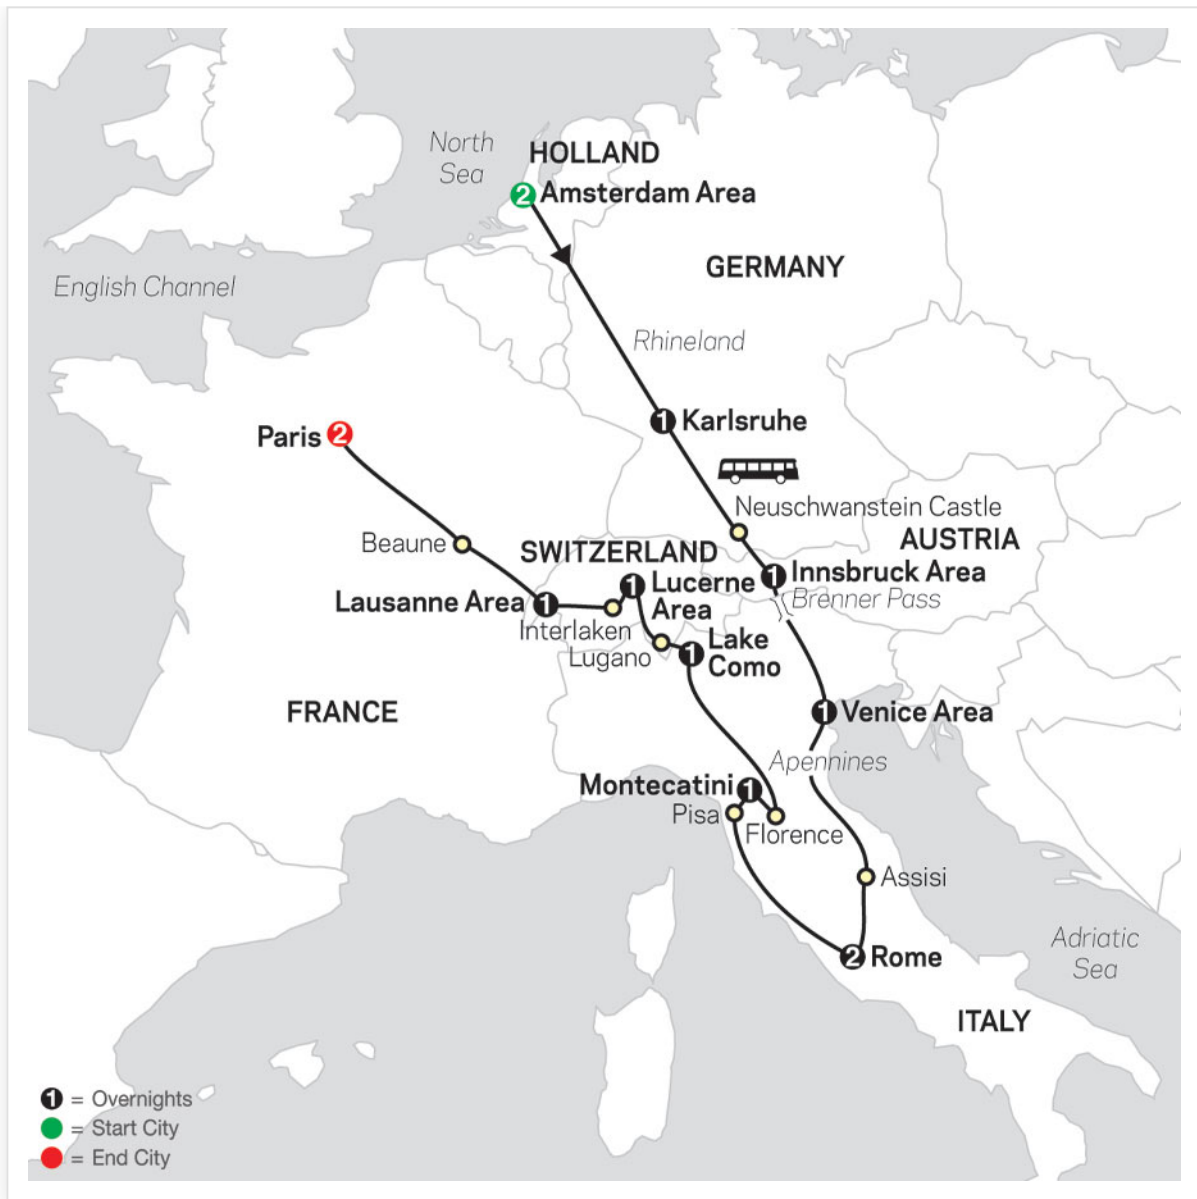 North
Sea
HOLLAND
2 Amsterdam Area
GERMANY
English Channel
Rhineland
1 Karlsruhe
Paris 2
Neuschwanstein Castle
Beaune
SWITZERLAND
AUSTRIA
1 Innsbruck Area
Brenner Pass
Lausanne Area 1
1 Lucerne
Area
Interlaken
Lugano
1 Lake
Como
FRANCE
1 Venice Area
Apennines
Montecatini 1
Pisa
Florence
Assisi
Adriatic
Sea
2 Rome
ITALY
1 = Overnights
= Start City
= End City